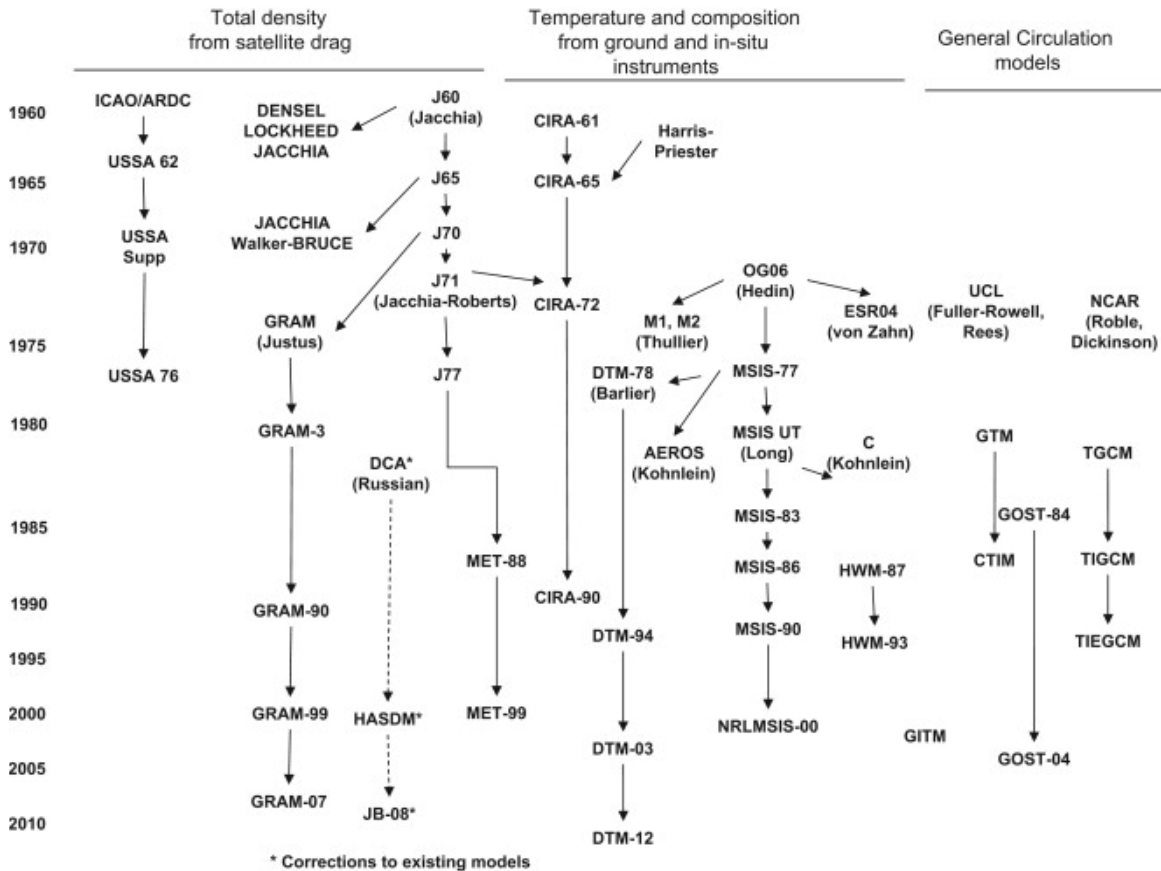 Total density
from satellite drag
Temperature and composition
from ground and in-situ
instruments
General Circulation
models
1960
1965
1970
1975
1980
1985
1990
1995
2000
2005
2010
ICAO/ARDC
USSA 62
USSA
Supp
USSA 76
DENSEL
LOCKHEED
JACCHIA
JACCHIA
Walker-BRUCE
GRAM
(Justus)
GRAM-3
GRAM-90
GRAM-99
GRAM-07
DCA*
(Russian)
HASDM*
JB-08*
J60
(Jacchia)
J65
J70
J71
(Jacchia-Roberts)
J77
MET-88
MET-99
CIRA-61
CIRA-65
CIRA-72
CIRA-90
Harris-
Priester
OG06
(Hedin)
M1, M2
(Thullier)
ESR04
(von Zahn)
DTM-78
(Barlier)
MSIS-77
AEROS
(Kohnlein)
MSIS UT
(Long)
C
(Kohnlein)
MSIS-83
MSIS-86
MSIS-90
NRLMSIS-00
HWM-87
HWM-93
DTM-94
DTM-03
DTM-12
UCL
(Fuller-Rowell,
Rees)
NCAR
(Roble,
Dickinson)
GTM
CTIM
GOST-84
GOST-04
GITM
TGCM
TIGCM
TIEGCM
* Corrections to existing models